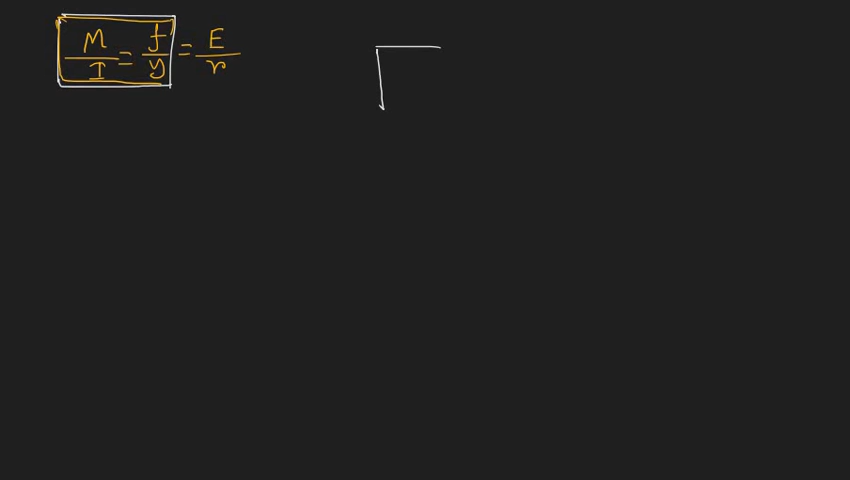 M/I = f/y = E/r